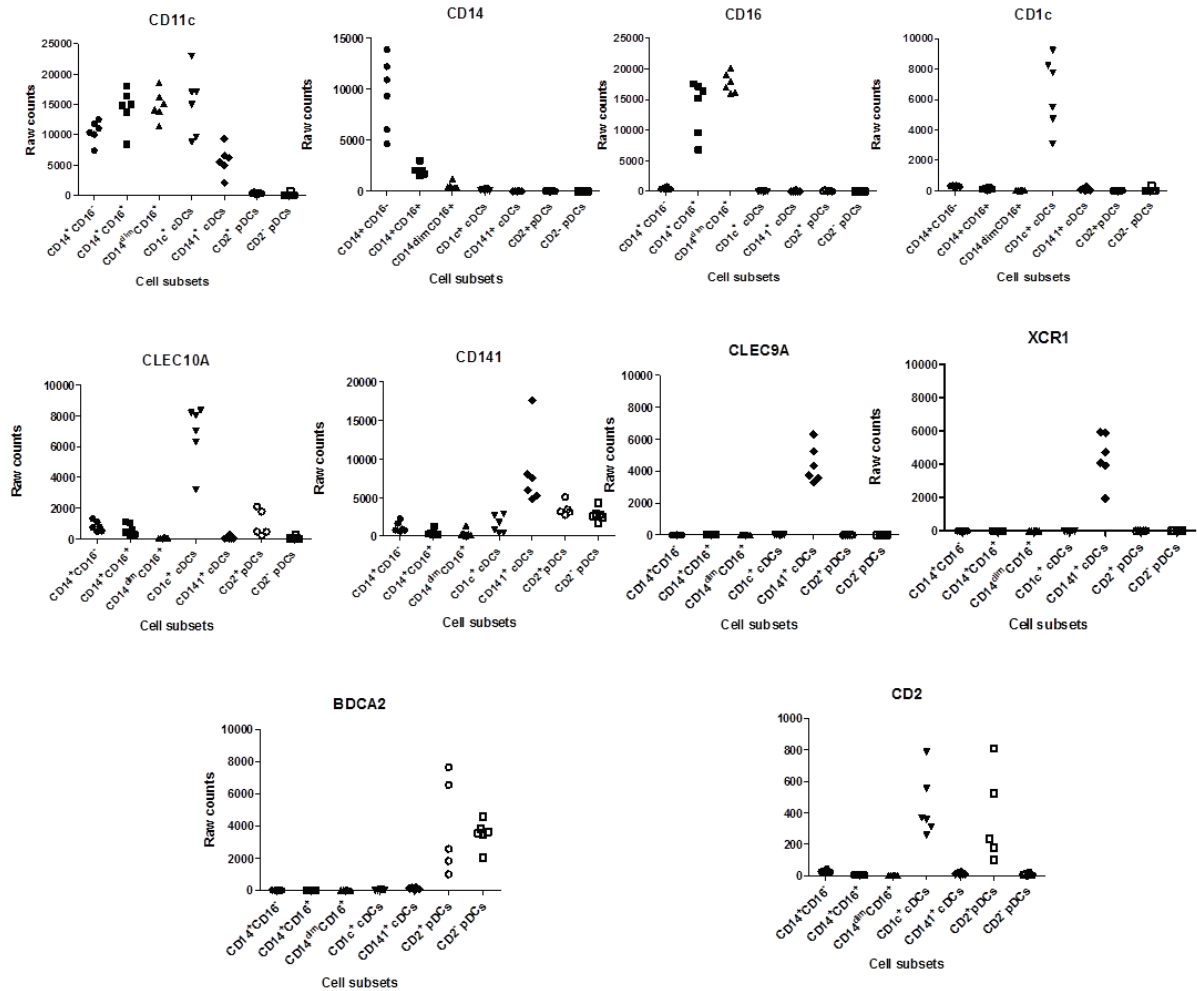 CD11c
Raw counts
25000
20000
15000
10000
5000
0
CD14⁺CD16⁻
CD14⁺CD16⁺
CD14ᵈⁱᵐCD16⁺
CD1c⁺ cDCs
CD141⁺ cDCs
CD2⁺ pDCs
CD2⁻ pDCs
Cell subsets
CD14
Raw counts
15000
10000
5000
0
CD14+CD16-
CD14+CD16+
CD14dimCD16+
CD1c+ cDCs
CD141+ cDCs
CD2+ pDCs
CD2- pDCs
Cell subsets
CD16
Raw counts
25000
20000
15000
10000
5000
0
CD14⁺CD16⁻
CD14⁺CD16⁺
CD14ᵈⁱᵐCD16⁺
CD1c⁺ cDCs
CD141⁺ cDCs
CD2⁺ pDCs
CD2⁻ pDCs
Cell subsets
CD1c
Raw counts
10000
8000
6000
4000
2000
0
CD14+CD16-
CD14+CD16+
CD14dimCD16+
CD1c+ cDCs
CD141+ cDCs
CD2+pDCs
CD2- pDCs
Cell subsets
CLEC10A
Raw counts
10000
8000
6000
4000
2000
0
CD14⁺CD16⁻
CD14⁺CD16⁺
CD14ᵈᵐCD16⁺
CD1c⁺ cDCs
CD141⁺ cDCs
CD2⁺ pDCs
CD2⁻ pDCs
Cell subsets
CD141
Raw counts
20000
15000
10000
5000
0
CD14⁺CD16⁻
CD14⁺CD16⁺
CD14ᵈᵐCD16⁺
CD1c⁺ cDCs
CD141⁺ cDCs
CD2⁺pDCs
CD2⁻ pDCs
Cell subsets
CLEC9A
Raw counts
10000
8000
6000
4000
2000
0
CD14⁺CD16⁻
CD14⁺CD16⁺
CD14ᵈⁱᵐCD16⁺
CD1c⁺ cDCs
CD141⁺ cDCs
CD2⁺ pDCs
CD2⁻ pDCs
Cell subsets
XCR1
Raw counts
10000
8000
6000
4000
2000
0
CD14⁺CD16⁻
CD14⁺CD16⁺
CD14ᵈⁱᵐCD16⁺
CD1c⁺ cDCs
CD141⁺ cDCs
CD2⁺ pDCs
CD2⁻ pDCs
Cell subsets
BDCA2
Raw counts
10000
8000
6000
4000
2000
0
CD14⁺CD16⁻
CD14⁺CD16⁺
CD14ᵈⁱᵐCD16⁺
CD1c⁺ cDCs
CD141⁺ cDCs
CD2⁺ pDCs
CD2⁻ pDCs
Cell subsets
CD2
Raw counts
1000
800
600
400
200
0
CD14⁺CD16⁻
CD14⁺CD16⁺
CD14ᵈⁱᵐCD16⁺
CD1c⁺ cDCs
CD141⁺ cDCs
CD2⁺pDCs
CD2⁻ pDCs
Cell subsets